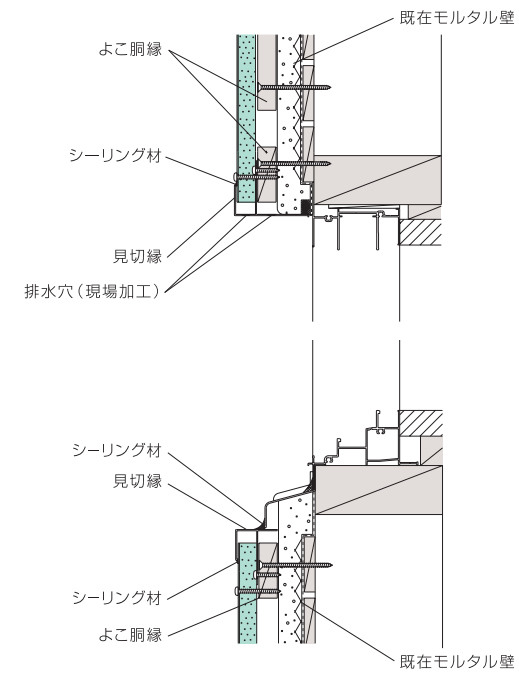 既在モルタル壁
よこ胴縁
シーリング材
見切縁
排水穴（現場加工）
シーリング材
見切縁
シーリング材
よこ胴縁
既在モルタル壁